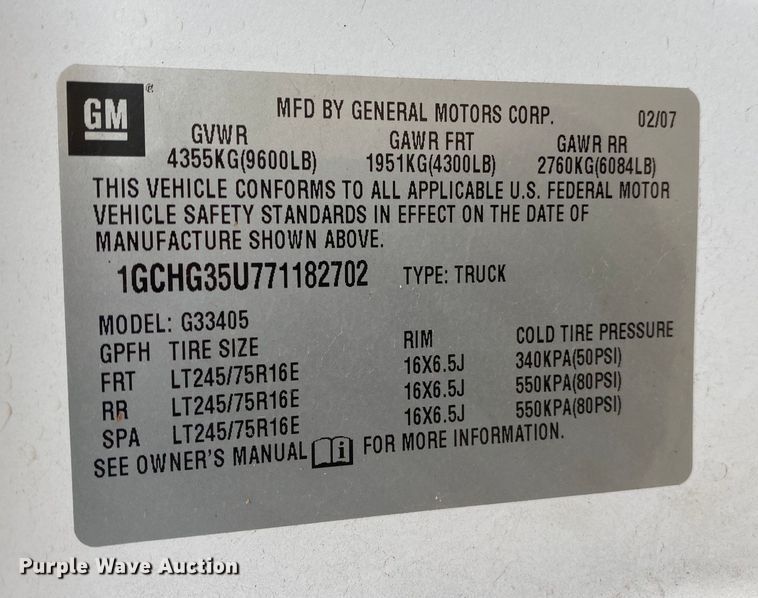 GM
®
MFD BY GENERAL MOTORS CORP. 02/07
GVWR GAWR FRT GAWR RR
4355KG(9600LB) 1951KG(4300LB) 2760KG(6084LB)
THIS VEHICLE CONFORMS TO ALL APPLICABLE U.S. FEDERAL MOTOR
VEHICLE SAFETY STANDARDS IN EFFECT ON THE DATE OF
MANUFACTURE SHOWN ABOVE.
1GCHG35U771182702 TYPE: TRUCK
MODEL: G33405
GPFH TIRE SIZE RIM COLD TIRE PRESSURE
FRT LT245/75R16E 16X6.5J 340KPA(50PSI)
RR LT245/75R16E 16X6.5J 550KPA(80PSI)
SPA LT245/75R16E 16X6.5J 550KPA(80PSI)
SEE OWNER'S MANUAL i FOR MORE INFORMATION.
Purple Wave Auction